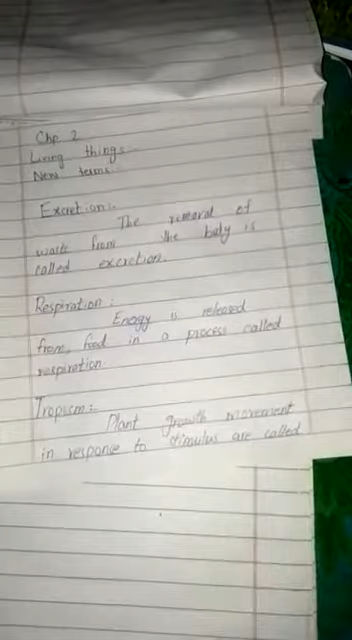 Chp 2
Living things
New terms
Excretion:-
The removal of
waste from the body is
called excretion.
Respiration:
Energy is released
from food in a process called
respiration.
Tropism:-
Plant growth movement
in response to stimulus are called